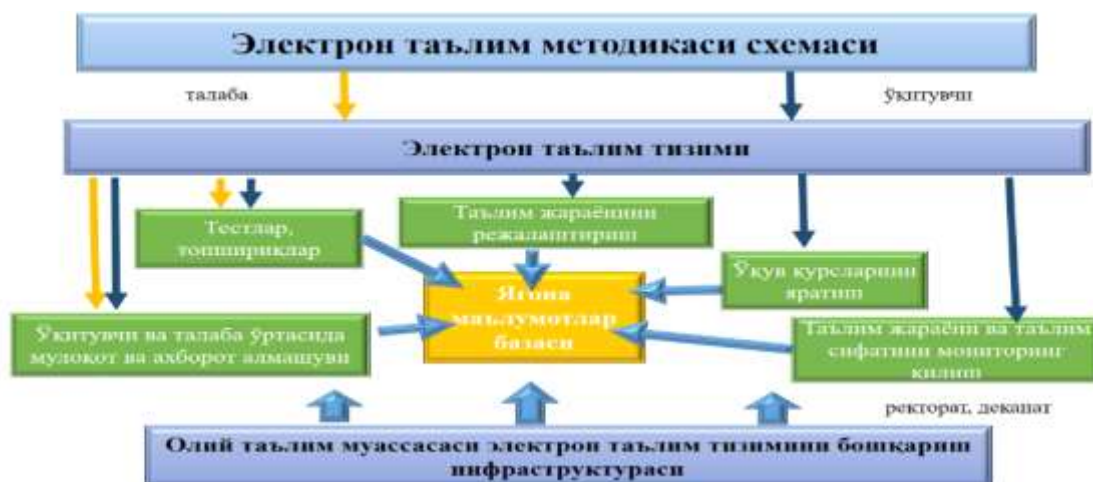 Электрон таълим методикаси схемаси
талаба
ўқитувчи
Электрон таълим тизими
Тестлар,
топшириклар
Таълим жараёнини
режалаштириш
Ўқув курсларини
яратиш
Ягона
маълумотлар
базаси
Ўқитувчи ва талаба ўртасида
мулоқот ва ахборот алмашуви
Таълим жараёни ва таълим
сифатини мониторинг
қилиш
ректорат, деканат
Олий таълим муассасаси электрон таълим тизимини бошқариш
инфраструктураси